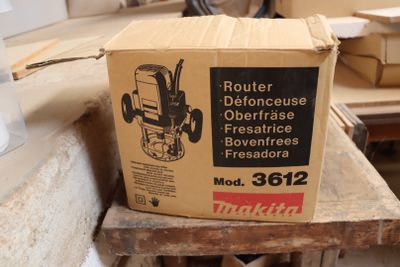 ·Router
·Défonceuse
·Oberfräse
·Fresatrice
·Bovenfrees
·Fresadora
Mod. 3612
makita